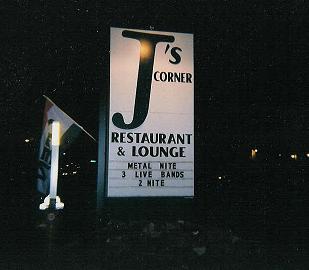 J's
CORNER
RESTAURANT
& LOUNGE
METAL NITE
3 LIVE BANDS
2 NITE